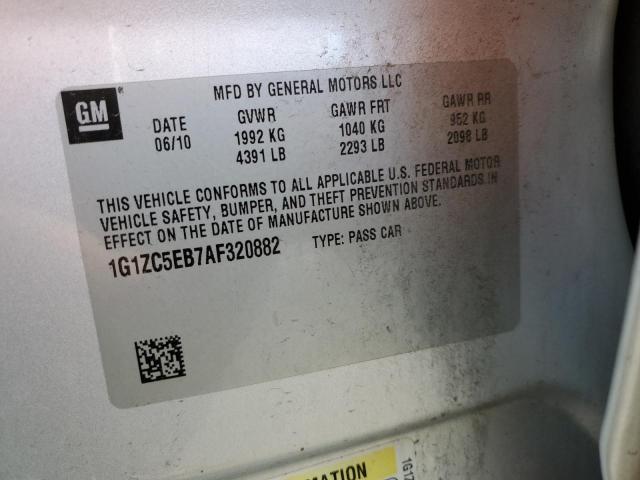 GM
MFD BY GENERAL MOTORS LLC
DATE GVWR GAWR FRT GAWR RR
06/10 1992 KG 1040 KG 952 KG
4391 LB 2293 LB 2098 LB
THIS VEHICLE CONFORMS TO ALL APPLICABLE U.S. FEDERAL MOTOR
VEHICLE SAFETY, BUMPER, AND THEFT PREVENTION STANDARDS IN
EFFECT ON THE DATE OF MANUFACTURE SHOWN ABOVE.
1G1ZC5EB7AF320882 TYPE: PASS CAR